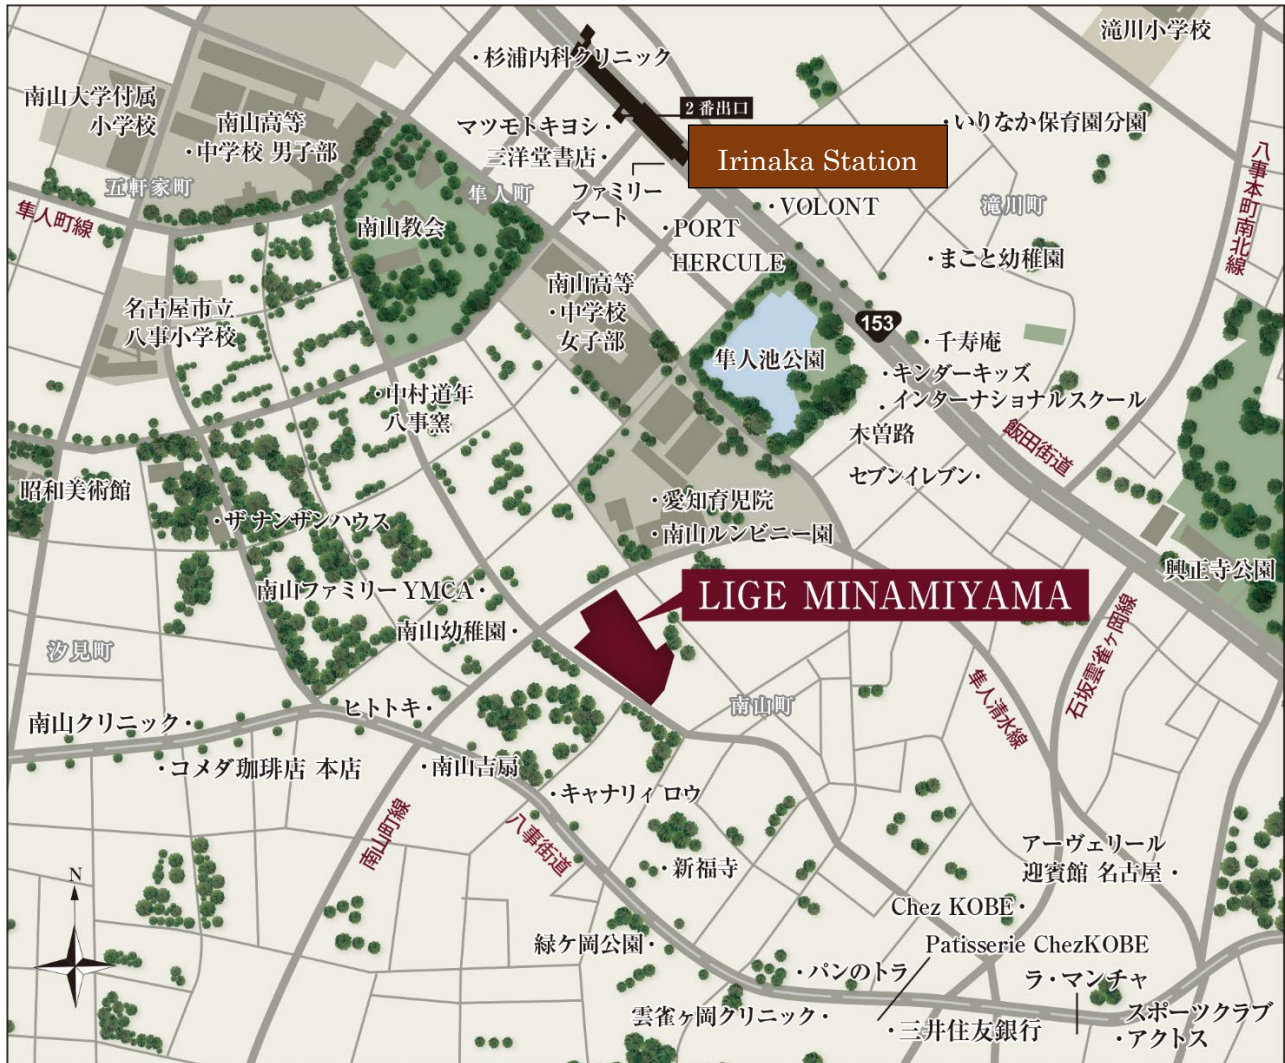 滝川小学校
・杉浦内科クリニック
南山大学付属
小学校
南山高等
・中学校 男子部
2番出口
マツモトキヨシ・
三洋堂書店・
Irinaka Station
・いりなか保育園分園
八事本町南北線
五軒家町
隼人町
ファミリー
マート
・VOLONT
滝川町
隼人町線
南山教会
・PORT
HERCULE
・まこと幼稚園
名古屋市立
八事小学校
南山高等
・中学校
女子部
153
隼人池公園
・千寿庵
・キンダーキッズ
インターナショナルスクール
・中村道年
八事窯
木曽路
飯田街道
昭和美術館
セブンイレブン・
・ザ ナンザンハウス
・愛知育児院
・南山ルンビニー園
興正寺公園
南山ファミリーYMCA・
LIGE MINAMIYAMA
南山幼稚園・
汐見町
石坂雲雀ヶ岡線
隼人清水線
南山町
南山クリニック・
ヒトトキ・
・コメダ珈琲店 本店
・南山吉扇
・キャナリィ ロウ
南山町線
八事街道
・新福寺
アーヴェリール
迎賓館 名古屋・
N
Chez KOBE・
緑ケ岡公園・
Patisserie ChezKOBE
・パンのトラ
ラ・マンチャ
雲雀ヶ岡クリニック・
・三井住友銀行
スポーツクラブ
・アクトス